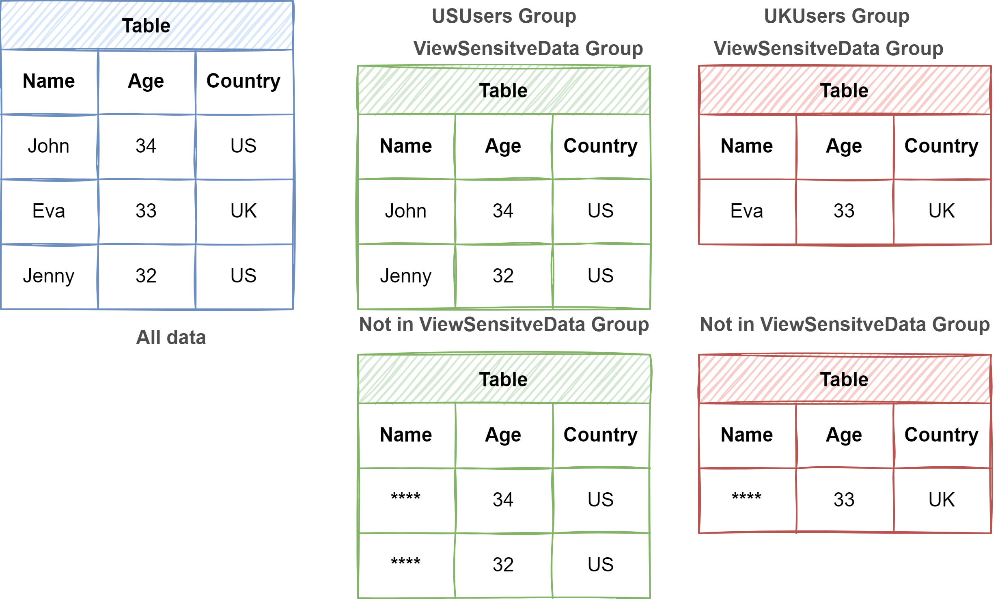 Table
Name Age Country
John 34 US
Eva 33 UK
Jenny 32 US
All data
USUsers Group
ViewSensitveData Group
Table
Name Age Country
John 34 US
Jenny 32 US
Not in ViewSensitveData Group
Table
Name Age Country
**** 34 US
**** 32 US
UKUsers Group
ViewSensitveData Group
Table
Name Age Country
Eva 33 UK
Not in ViewSensitveData Group
Table
Name Age Country
**** 33 UK